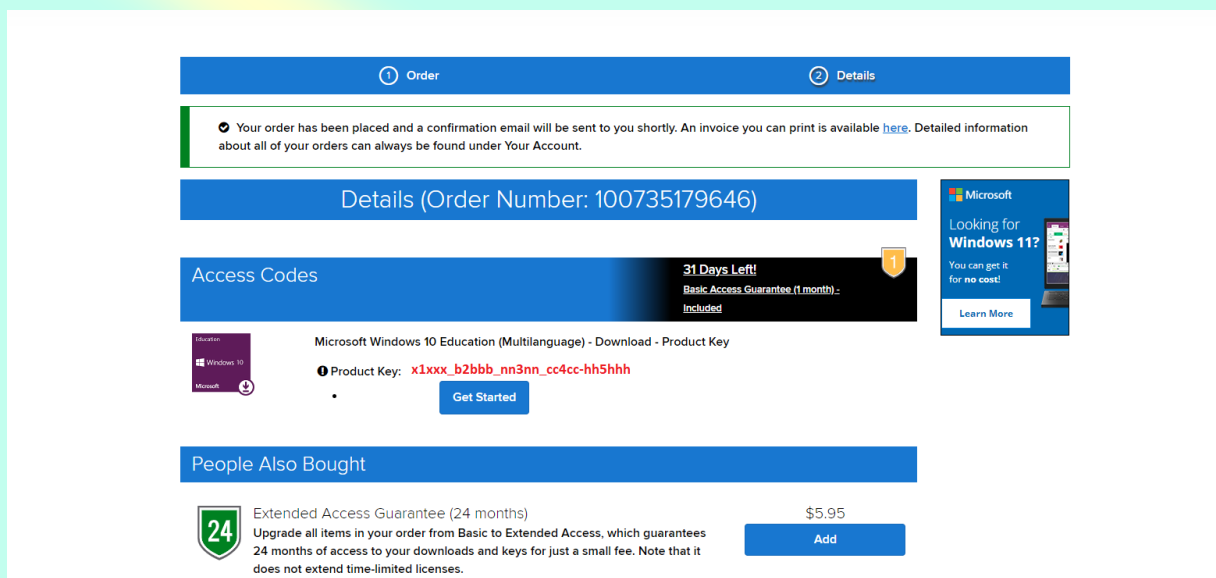 1 Order
2 Details
Your order has been placed and a confirmation email will be sent to you shortly. An invoice you can print is available here. Detailed information
about all of your orders can always be found under Your Account.
Details (Order Number: 100735179646)
Microsoft
Looking for
Windows 11?
You can get it
for no cost!
Learn More
Access Codes
31 Days Left!
Basic Access Guarantee (1 month) -
Included
1
Education
Windows 10
Microsoft
Microsoft Windows 10 Education (Multilanguage) - Download - Product Key
Product Key: x1xxx_b2bbb_nn3nn_cc4cc-hh5hhh
Get Started
People Also Bought
24
Extended Access Guarantee (24 months)
Upgrade all items in your order from Basic to Extended Access, which guarantees
24 months of access to your downloads and keys for just a small fee. Note that it
does not extend time-limited licenses.
$5.95
Add